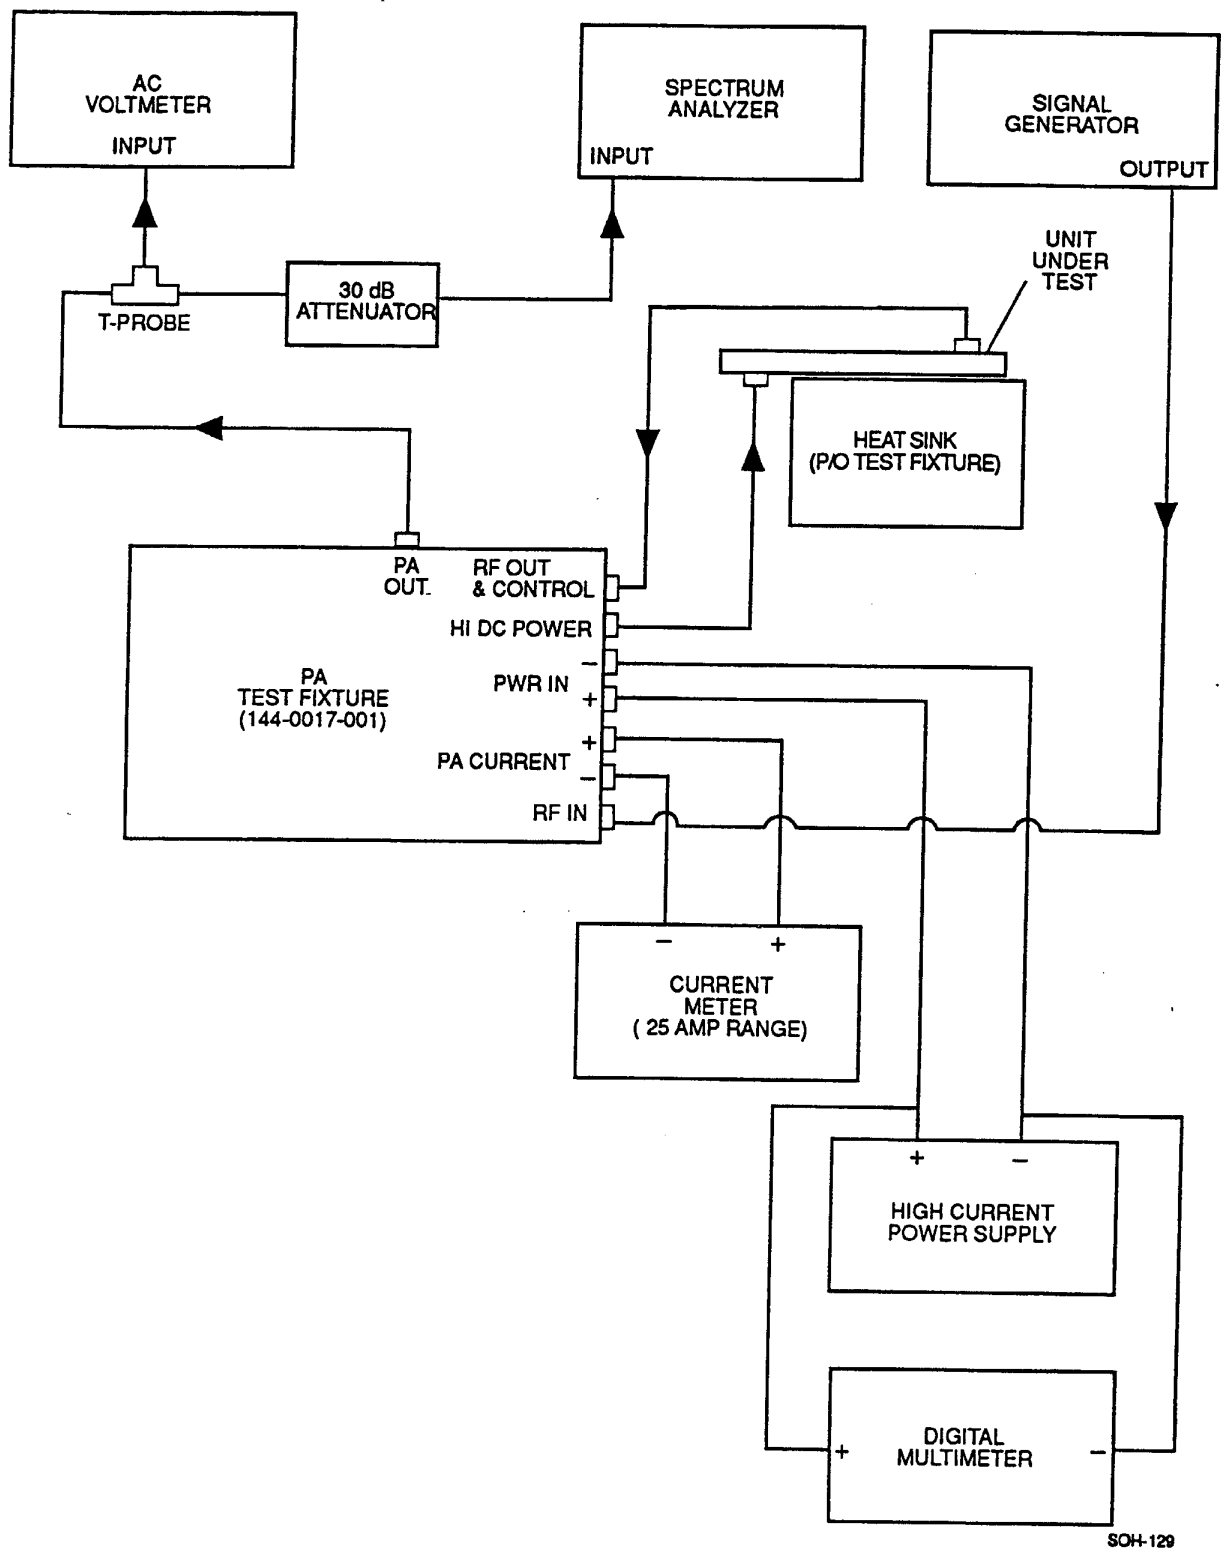 AC
VOLTMETER
INPUT
SPECTRUM
ANALYZER
INPUT
SIGNAL
GENERATOR
OUTPUT
T-PROBE
30 dB
ATTENUATOR
UNIT
UNDER
TEST
HEAT SINK
(P/O TEST FIXTURE)
PA
OUT
RF OUT
& CONTROL
HI DC POWER
−
PWR IN
+
PA
TEST FIXTURE
(144-0017-001)
+
PA CURRENT
−
RF IN
− +
CURRENT
METER
( 25 AMP RANGE)
+ −
HIGH CURRENT
POWER SUPPLY
+ −
DIGITAL
MULTIMETER
SOH-129